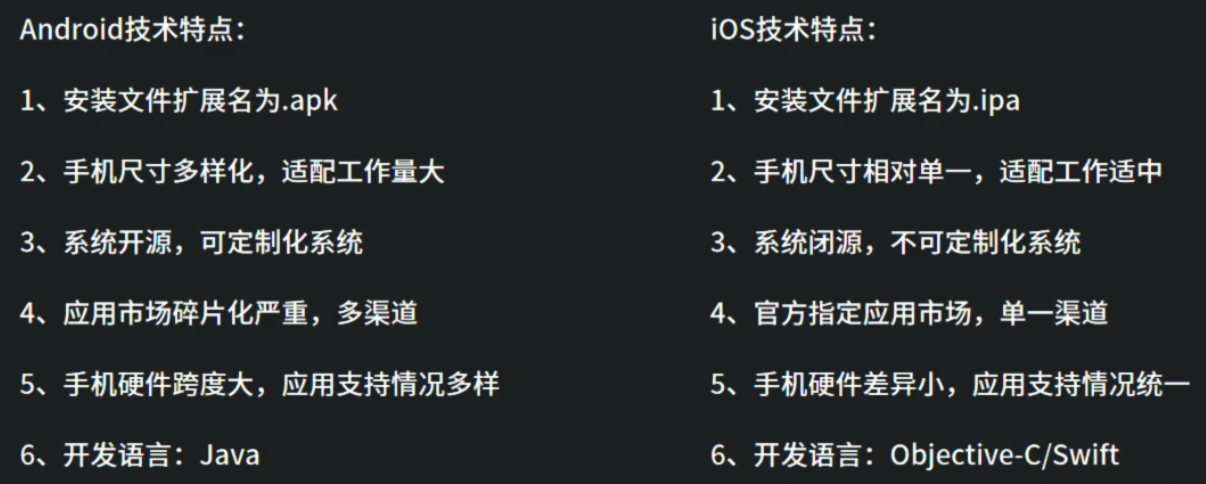 Android技术特点：
1、安装文件扩展名为.apk
2、手机尺寸多样化，适配工作量大
3、系统开源，可定制化系统
4、应用市场碎片化严重，多渠道
5、手机硬件跨度大，应用支持情况多样
6、开发语言：Java
iOS技术特点：
1、安装文件扩展名为.ipa
2、手机尺寸相对单一，适配工作适中
3、系统闭源，不可定制化系统
4、官方指定应用市场，单一渠道
5、手机硬件差异小，应用支持情况统一
6、开发语言：Objective-C/Swift